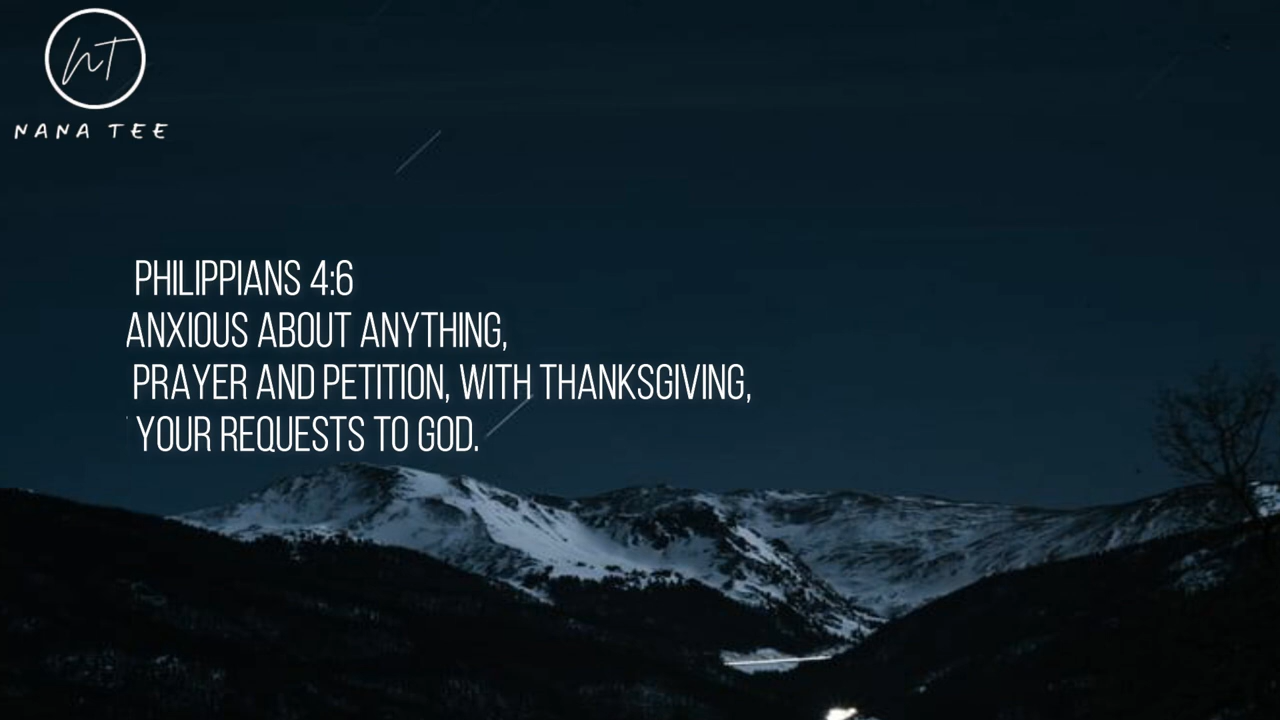 NANA TEE
PHILIPPIANS 4:6
ANXIOUS ABOUT ANYTHING,
PRAYER AND PETITION, WITH THANKSGIVING,
YOUR REQUESTS TO GOD.